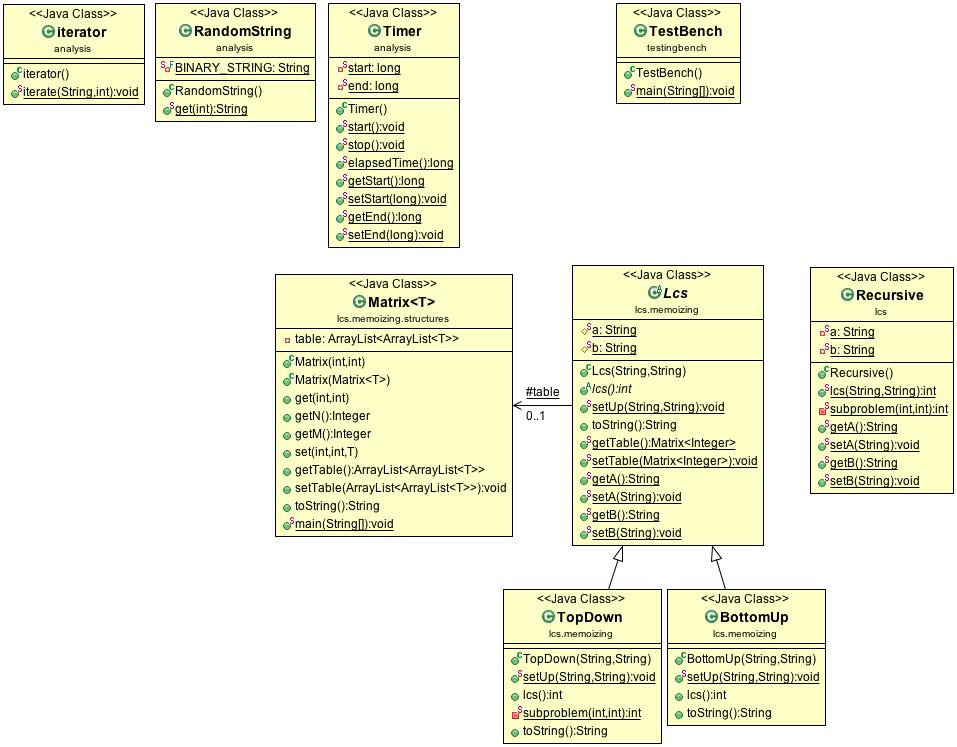 <<Java Class>>
iterator
analysis
iterator()
iterate(String,int):void
<<Java Class>>
RandomString
analysis
BINARY_STRING: String
RandomString()
get(int):String
<<Java Class>>
Timer
analysis
start: long
end: long
Timer()
start():void
stop():void
elapsedTime():long
getStart():long
setStart(long):void
getEnd():long
setEnd(long):void
<<Java Class>>
TestBench
testingbench
TestBench()
main(String[]):void
<<Java Class>>
Matrix<T>
lcs.memoizing.structures
table: ArrayList<ArrayList<T>>
Matrix(int,int)
Matrix(Matrix<T>)
get(int,int)
getN():Integer
getM():Integer
set(int,int,T)
getTable():ArrayList<ArrayList<T>>
setTable(ArrayList<ArrayList<T>>):void
toString():String
main(String[]):void
#table
0..1
<<Java Class>>
Lcs
lcs.memoizing
a: String
b: String
Lcs(String,String)
lcs():int
setUp(String,String):void
toString():String
getTable():Matrix<Integer>
setTable(Matrix<Integer>):void
getA():String
setA(String):void
getB():String
setB(String):void
<<Java Class>>
Recursive
lcs
a: String
b: String
Recursive()
lcs(String,String):int
subproblem(int,int):int
getA():String
setA(String):void
getB():String
setB(String):void
<<Java Class>>
TopDown
lcs.memoizing
TopDown(String,String)
setUp(String,String):void
lcs():int
subproblem(int,int):int
toString():String
<<Java Class>>
BottomUp
lcs.memoizing
BottomUp(String,String)
setUp(String,String):void
lcs():int
toString():String